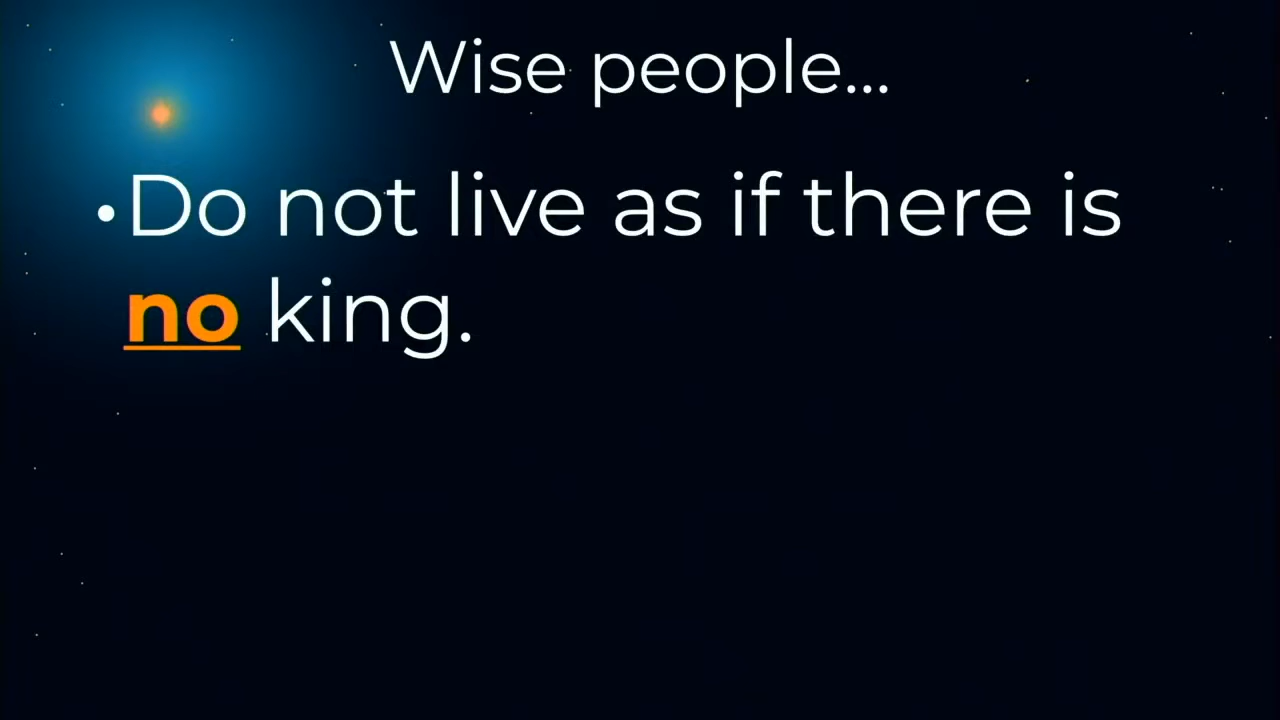 Wise people...
•Do not live as if there is
no king.